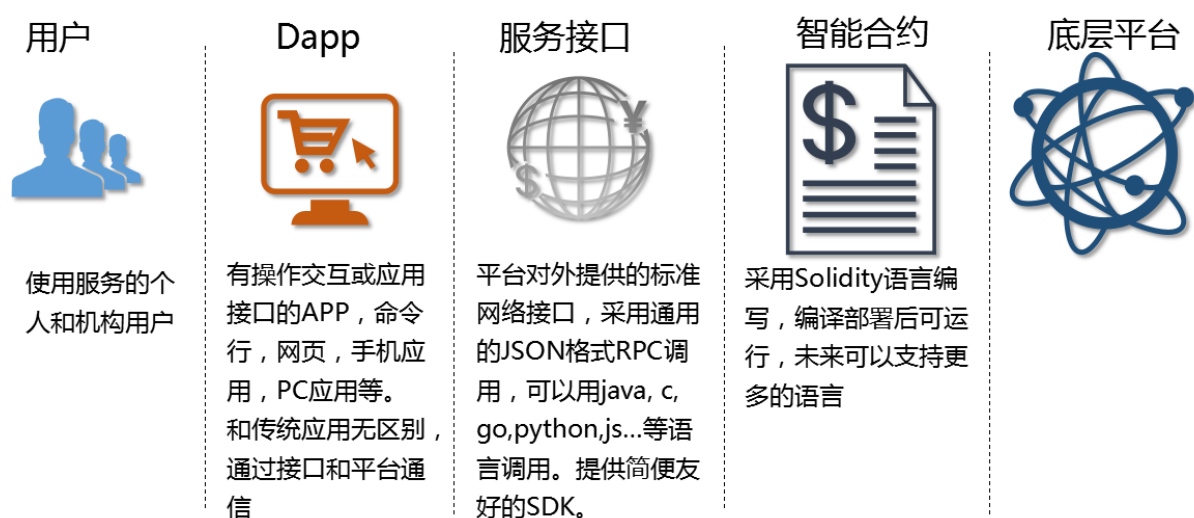 用户
使用服务的个
人和机构用户
Dapp
有操作交互或应用
接口的APP，命令
行，网页，手机应
用，PC应用等。
和传统应用无区别，
通过接口和平台通
信
服务接口
¥
$
平台对外提供的标准
网络接口，采用通用
的JSON格式RPC调
用，可以用java, c,
go,python,js...等语
言调用。提供简便友
好的SDK。
智能合约
$
采用Solidity语言编
写，编译部署后可运
行，未来可以支持更
多的语言
底层平台